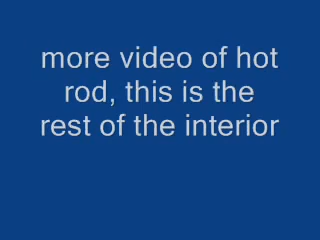 more video of hot
rod, this is the
rest of the interior